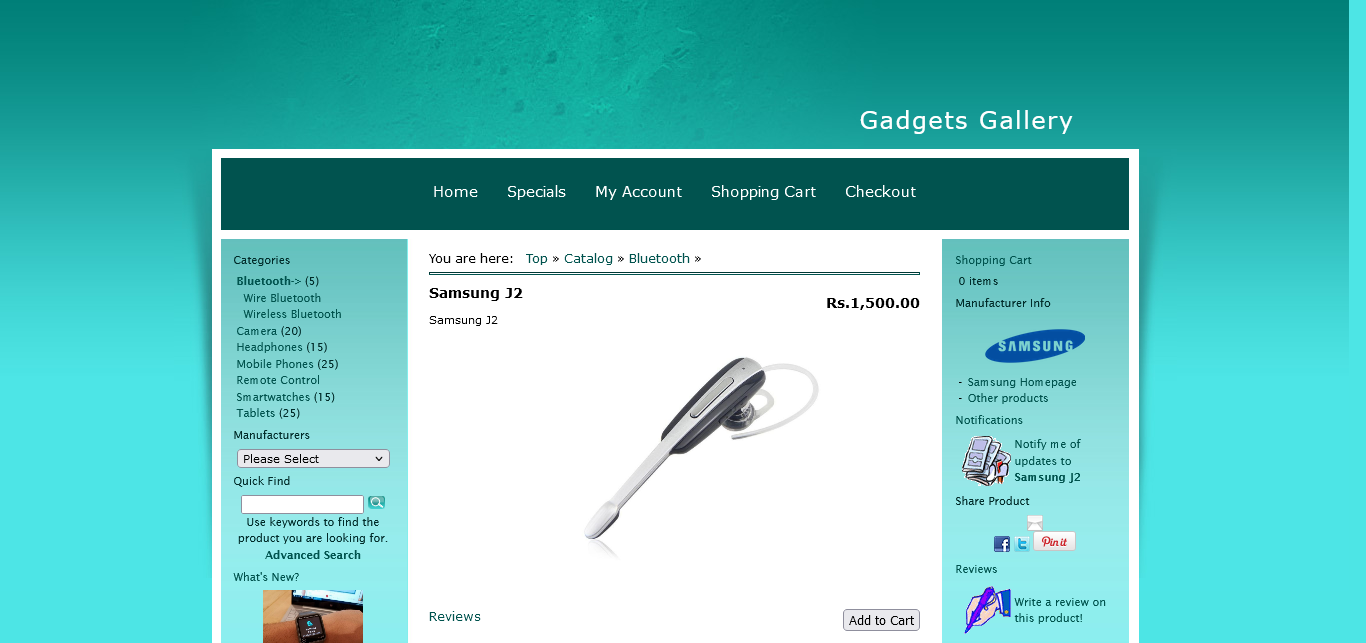 Gadgets Gallery
Home Specials My Account Shopping Cart Checkout
Categories
Bluetooth-> (5)
Wire Bluetooth
Wireless Bluetooth
Camera (20)
Headphones (15)
Mobile Phones (25)
Remote Control
Smartwatches (15)
Tablets (25)
Manufacturers
Please Select
Quick Find
Use keywords to find the
product you are looking for.
Advanced Search
What's New?
You are here: Top » Catalog » Bluetooth »
Samsung J2
Rs.1,500.00
Samsung J2
Reviews
Add to Cart
Shopping Cart
0 items
Manufacturer Info
SAMSUNG
- Samsung Homepage
- Other products
Notifications
Notify me of
updates to
Samsung J2
Share Product
Pin it
Reviews
Write a review on
this product!